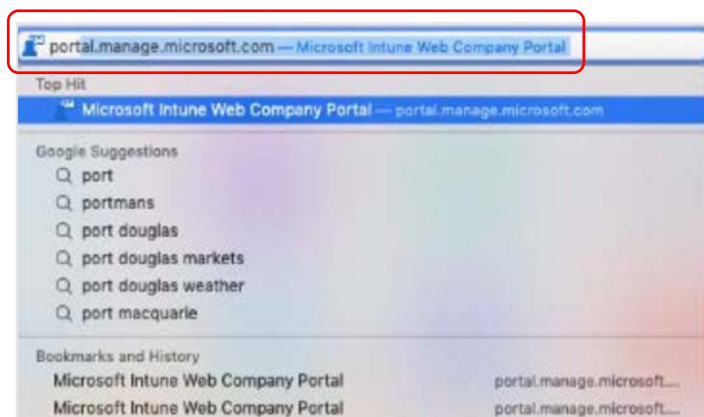 portal.manage.microsoft.com — Microsoft Intune Web Company Portal
Top Hit
Microsoft Intune Web Company Portal — portal.manage.microsoft.com
Google Suggestions
port
portmans
port douglas
port douglas markets
port douglas weather
port macquarie
Bookmarks and History
Microsoft Intune Web Company Portal portal.manage.microsoft....
Microsoft Intune Web Company Portal portal.manage.microsoft....